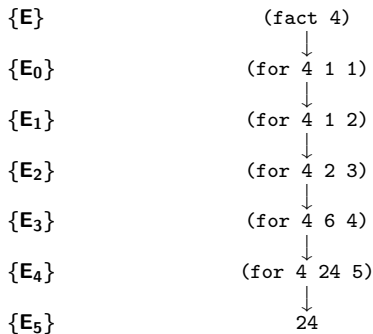 {E} (fact 4)
{E₀} (for 4 1 1)
{E₁} (for 4 1 2)
{E₂} (for 4 2 3)
{E₃} (for 4 6 4)
{E₄} (for 4 24 5)
{E₅} 24